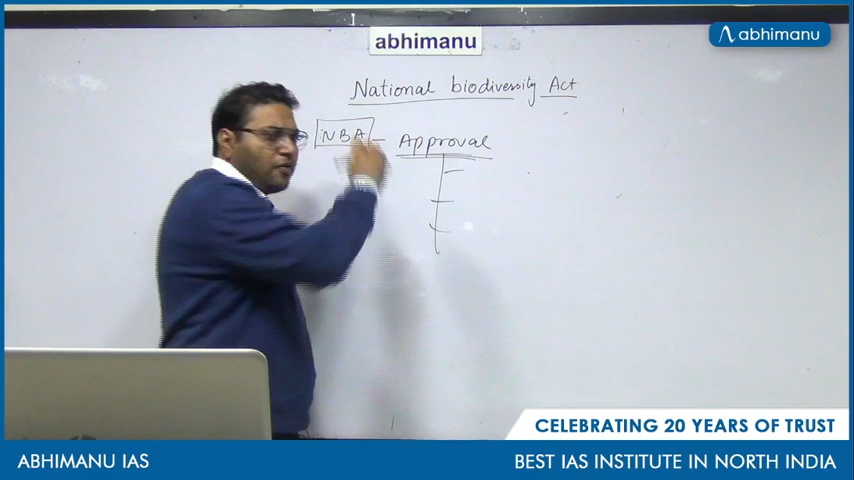 abhimanu
abhimanu
National biodiversity Act
NBA - Approval
CELEBRATING 20 YEARS OF TRUST
ABHIMANU IAS
BEST IAS INSTITUTE IN NORTH INDIA